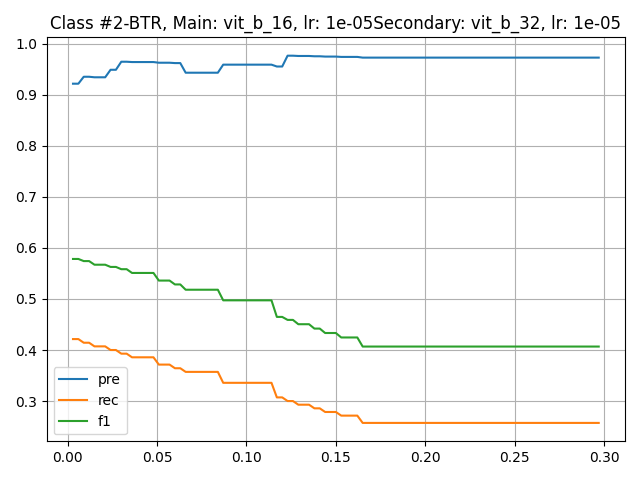 Class #2-BTR, Main: vit_b_16, lr: 1e-05Secondary: vit_b_32, lr: 1e-05
1.0
0.9
0.8
0.7
0.6
0.5
0.4
0.3
pre
rec
f1
0.00 0.05 0.10 0.15 0.20 0.25 0.30